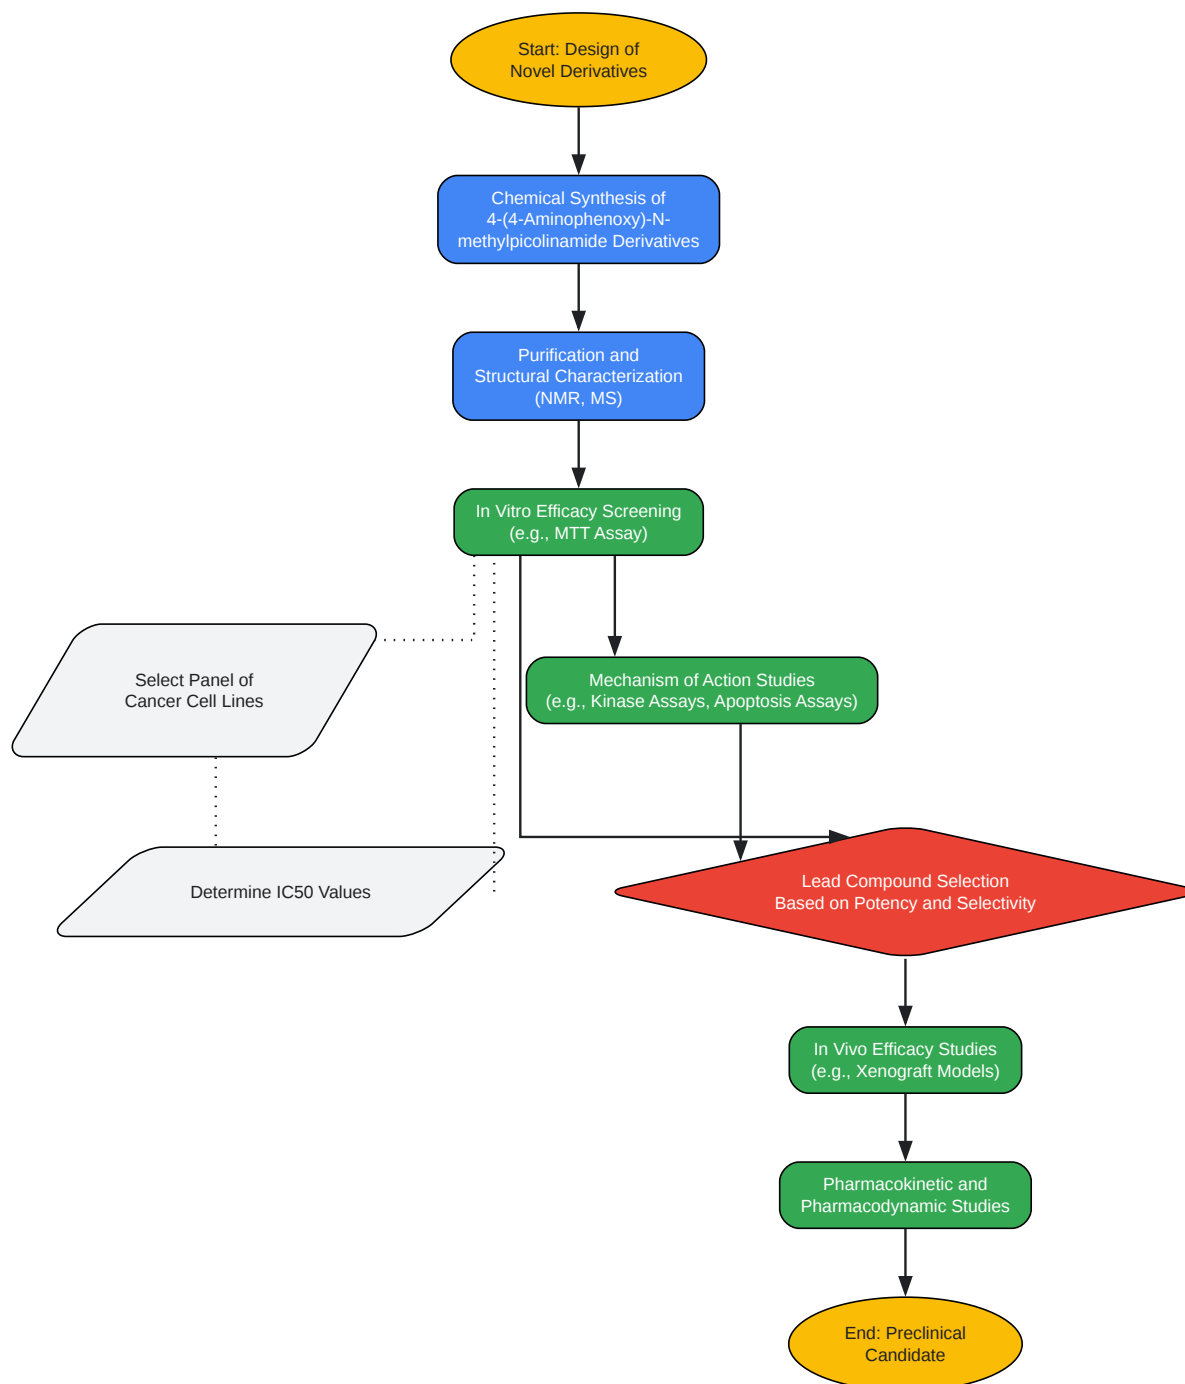 Start: Design of
Novel Derivatives
Chemical Synthesis of
4-(4-Aminophenoxy)-N-
methylpicolinamide Derivatives
Purification and
Structural Characterization
(NMR, MS)
In Vitro Efficacy Screening
(e.g., MTT Assay)
Select Panel of
Cancer Cell Lines
Mechanism of Action Studies
(e.g., Kinase Assays, Apoptosis Assays)
Determine IC50 Values
Lead Compound Selection
Based on Potency and Selectivity
In Vivo Efficacy Studies
(e.g., Xenograft Models)
Pharmacokinetic and
Pharmacodynamic Studies
End: Preclinical
Candidate